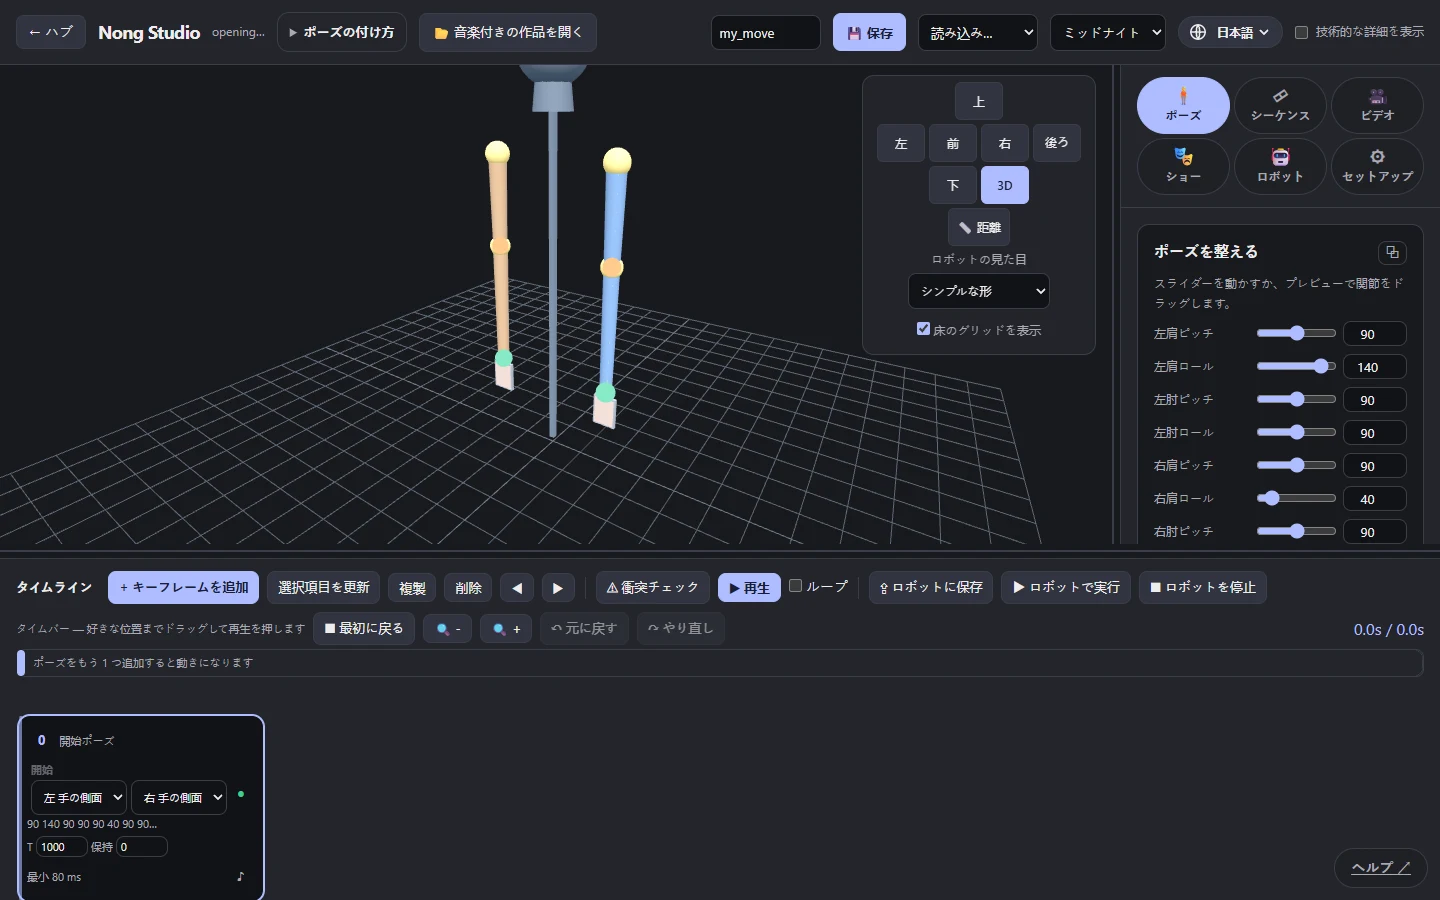 ← ハブ
Nong Studio
opening...
▶ ポーズの付け方
音楽付きの作品を開く
my_move
保存
読み込み...
ミッドナイト
日本語
技術的な詳細を表示
上
左 前 右 後ろ
下 3D
距離
ロボットの見た目
シンプルな形
床のグリッドを表示
ポーズ
シーケンス
ビデオ
ショー
ロボット
セットアップ
ポーズを整える
スライダーを動かすか、プレビューで関節をド
ラッグします。
左肩ピッチ 90
左肩ロール 140
左肘ピッチ 90
左肘ロール 90
右肩ピッチ 90
右肩ロール 40
右肘ピッチ 90
タイムライン
+ キーフレームを追加
選択項目を更新
複製
削除
◀
▶
⚠ 衝突チェック
▶ 再生
ループ
⇪ ロボットに保存
▶ ロボットで実行
■ ロボットを停止
タイムバー — 好きな位置までドラッグして再生を押します
■ 最初に戻る
-
+
↶ 元に戻す
↷ やり直し
0.0s / 0.0s
ポーズをもう 1 つ追加すると動きになります
0 開始ポーズ
開始
左 手の側面
右 手の側面
90 140 90 90 90 40 90 90...
T 1000 保持 0
最小 80 ms
♪
ヘルプ ↗